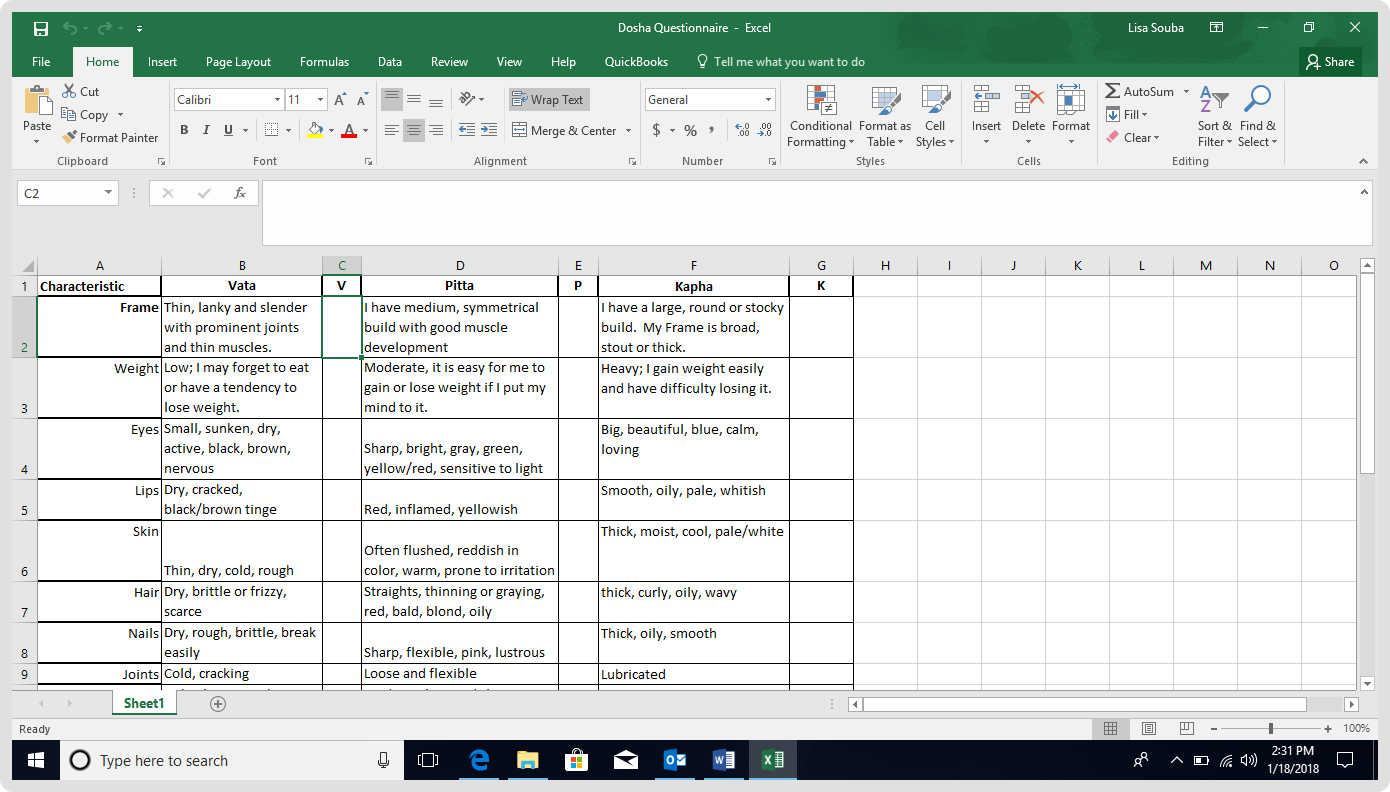 Dosha Questionnaire - Excel
Lisa Souba
File Home Insert Page Layout Formulas Data Review View Help QuickBooks Tell me what you want to do Share
Paste
Cut
Copy
Format Painter
Clipboard
Calibri 11
B I U A
Font
Wrap Text
Merge & Center
Alignment
General
$ % ,
Number
Conditional Formatting
Format as Table
Cell Styles
Styles
Insert Delete Format
Cells
AutoSum
Fill
Clear
Sort & Filter
Find & Select
Editing
C2 fx
A B C D E F G H I J K L M N O
1 Characteristic Vata V Pitta P Kapha K
2 Frame
Thin, lanky and slender
with prominent joints
and thin muscles.
I have medium, symmetrical
build with good muscle
development
I have a large, round or stocky
build. My Frame is broad,
stout or thick.
3 Weight
Low; I may forget to eat
or have a tendency to
lose weight.
Moderate, it is easy for me to
gain or lose weight if I put my
mind to it.
Heavy; I gain weight easily
and have difficulty losing it.
4 Eyes
Small, sunken, dry,
active, black, brown,
nervous
Sharp, bright, gray, green,
yellow/red, sensitive to light
Big, beautiful, blue, calm,
loving
5 Lips
Dry, cracked,
black/brown tinge
Red, inflamed, yellowish
Smooth, oily, pale, whitish
6 Skin
Thin, dry, cold, rough
Often flushed, reddish in
color, warm, prone to irritation
Thick, moist, cool, pale/white
7 Hair
Dry, brittle or frizzy,
scarce
Straights, thinning or graying,
red, bald, blond, oily
thick, curly, oily, wavy
8 Nails
Dry, rough, brittle, break
easily
Sharp, flexible, pink, lustrous
Thick, oily, smooth
9 Joints
Cold, cracking
Loose and flexible
Lubricated
Sheet1
Ready
100%
Type here to search
2:31 PM
1/18/2018